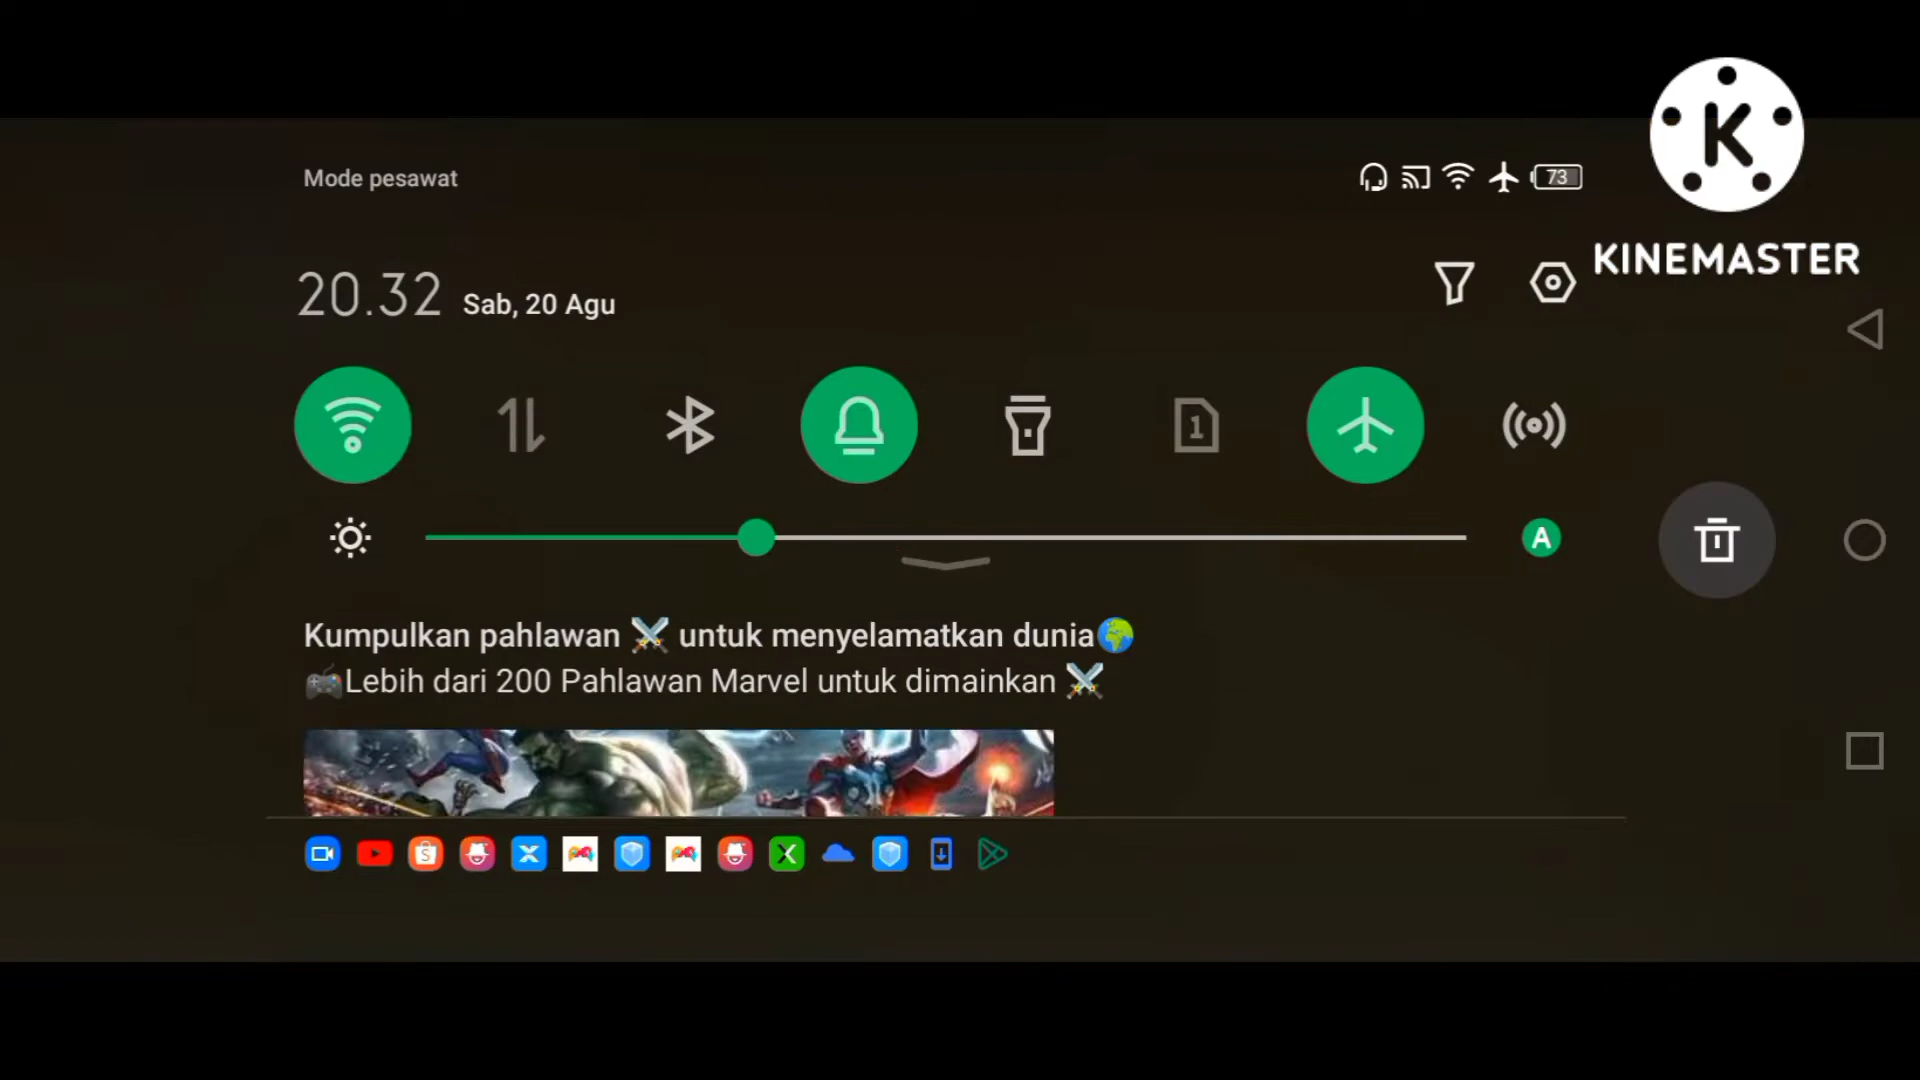 Mode pesawat
73
K
KINEMASTER
20.32 Sab, 20 Agu
1
A
Kumpulkan pahlawan ⚔️ untuk menyelamatkan dunia🌍
🎮Lebih dari 200 Pahlawan Marvel untuk dimainkan ⚔️